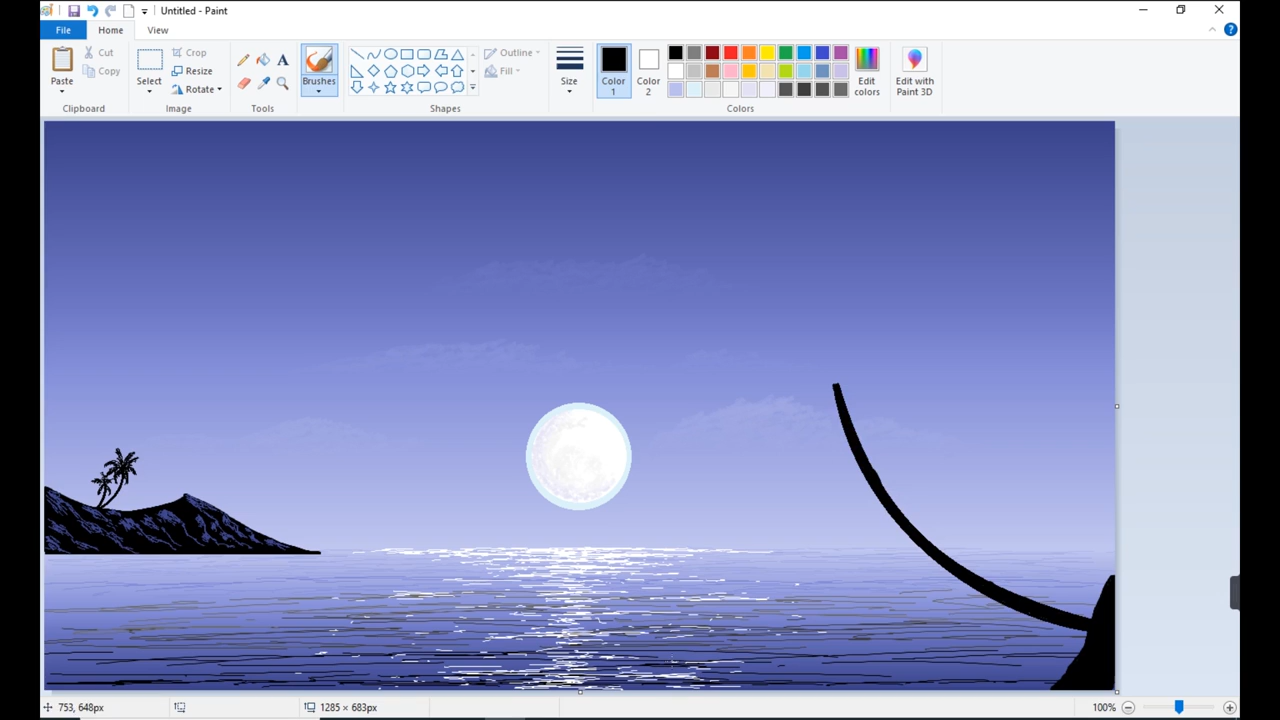 Untitled - Paint
File Home View
Paste
Cut
Copy
Clipboard
Select
Crop
Resize
Rotate
Image
A
Tools
Brushes
Outline
Fill
Shapes
Size
Color 1
Color 2
Edit colors
Colors
Edit with Paint 3D
753, 648px
1285 × 683px
100%